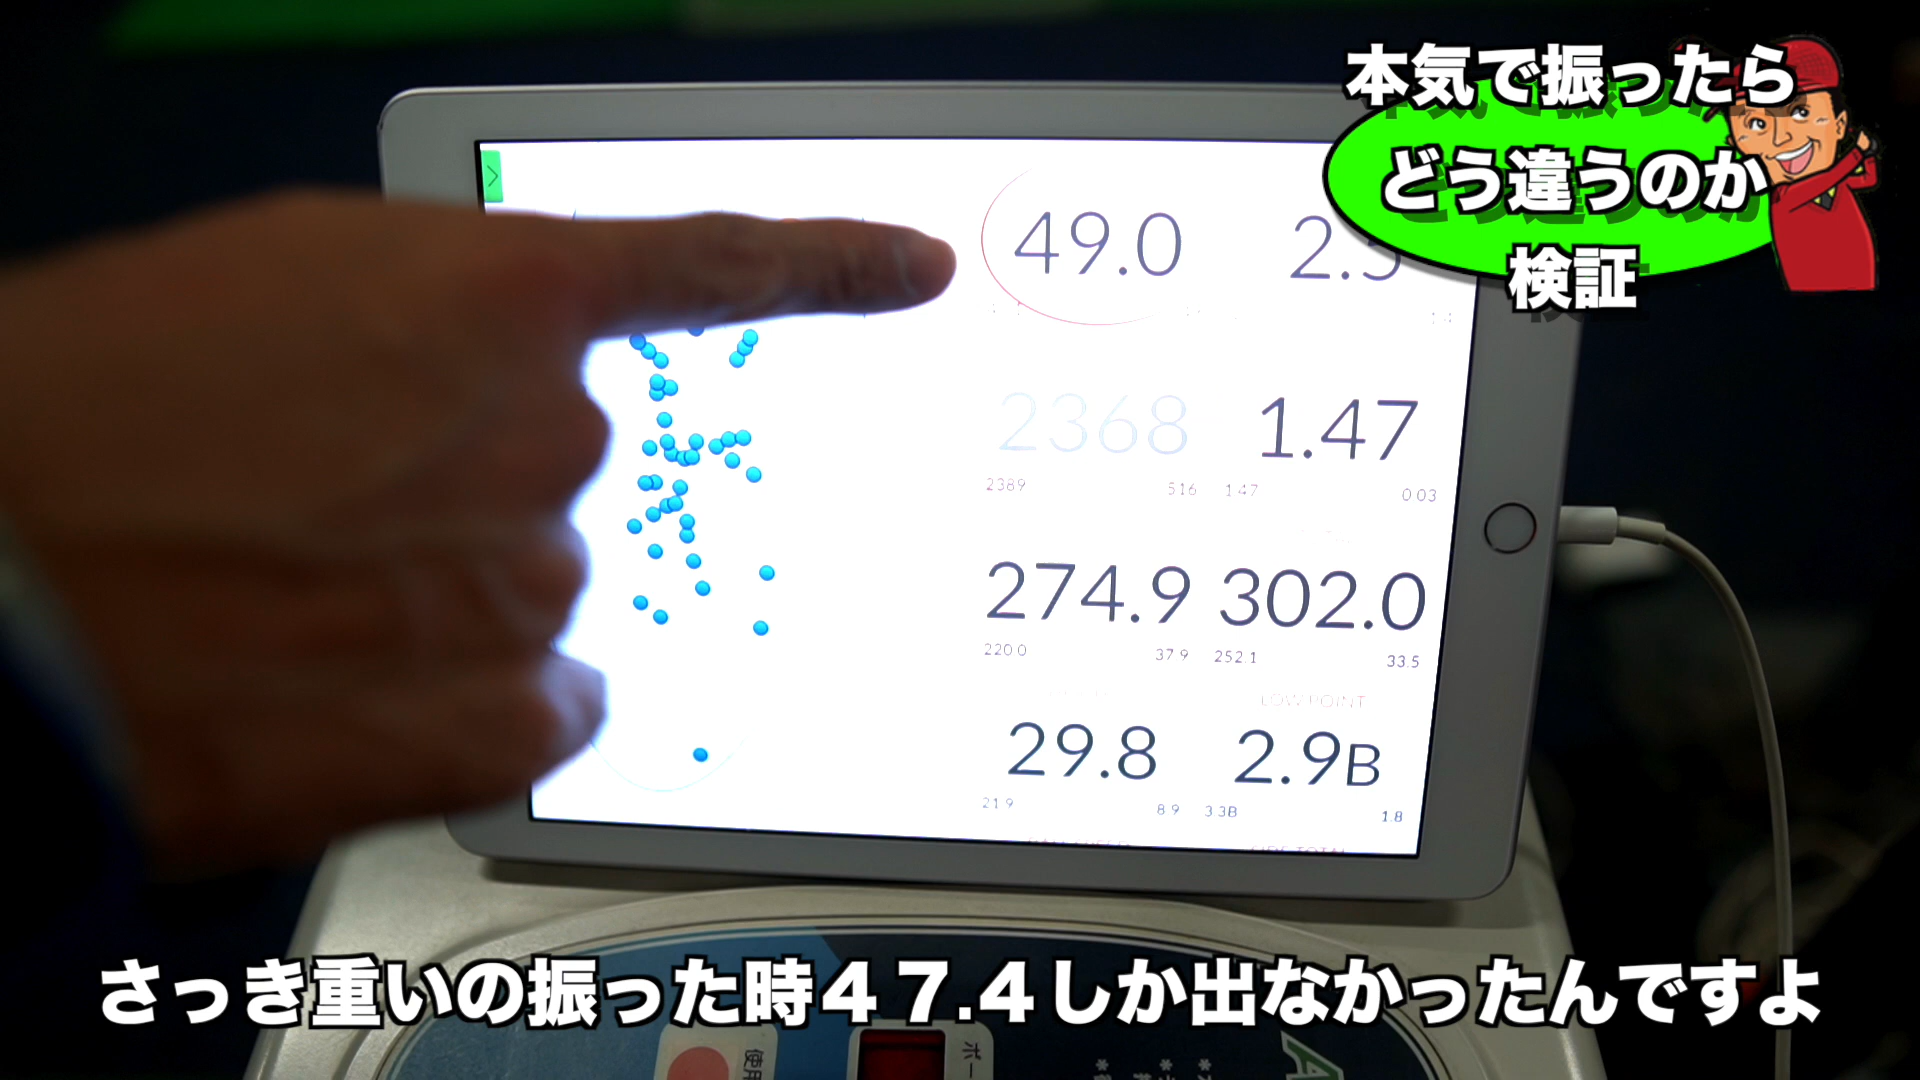 本気で振ったら
どう違うのか
検証
49.0
2368 1.47
2389 516 1.47 0.03
274.9 302.0
220.0 37.9 252.1 33.5
LOW POINT
29.8 2.9B
21.9 8.9 3.3B 1.8
さっき重いの振った時４７.４しか出なかったんですよ